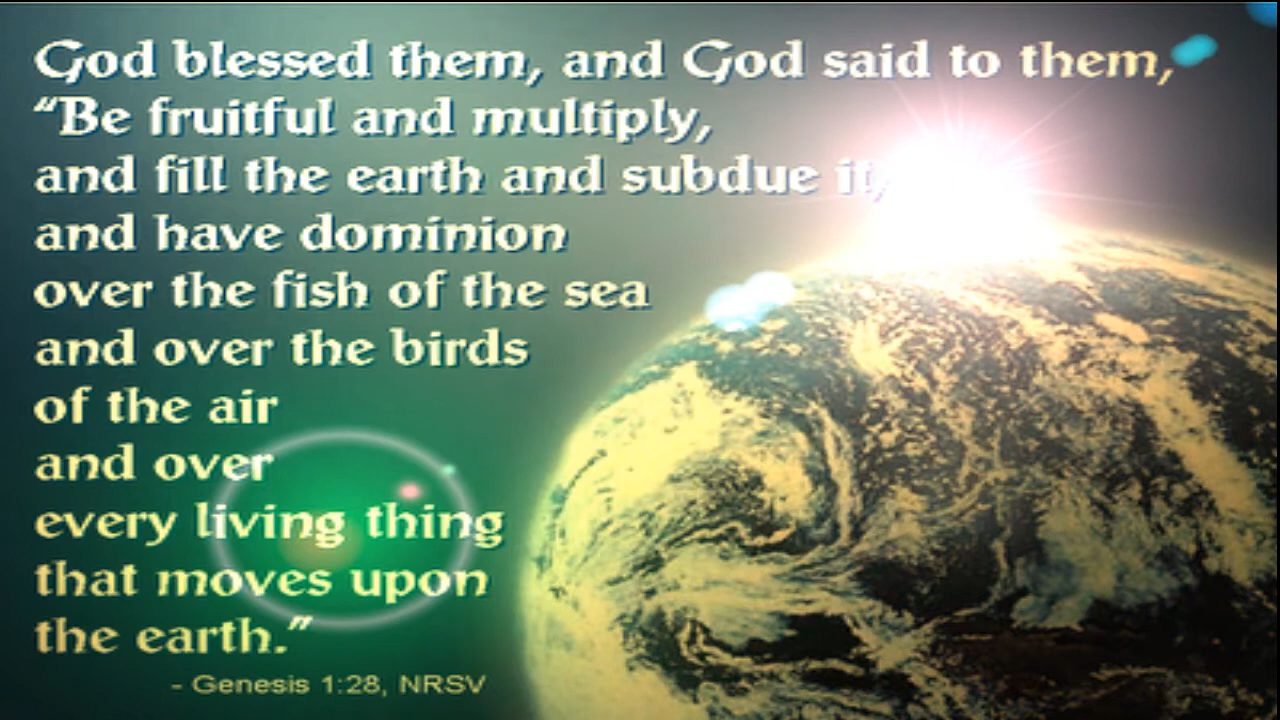 God blessed them, and God said to them,
“Be fruitful and multiply,
and fill the earth and subdue it,
and have dominion
over the fish of the sea
and over the birds
of the air
and over
every living thing
that moves upon
the earth.”
- Genesis 1:28, NRSV